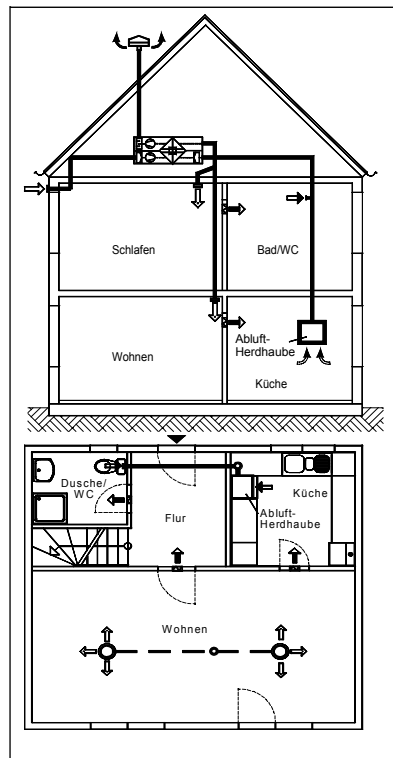 Schlafen
Bad/WC
Wohnen
Abluft-
Herdhaube
Küche
Dusche/
WC
Flur
Küche
Abluft-
Herdhaube
Wohnen